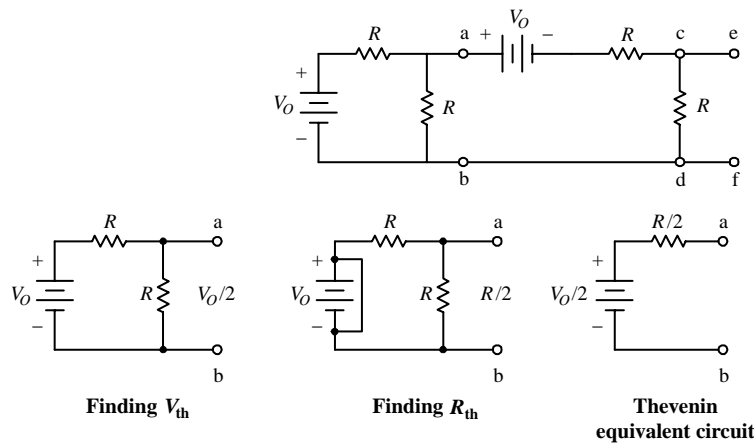 a + V_O − R c e
R
+
V_O R R
−
b d f
R a
+
V_O R V_O/2
−
b
Finding V_th
R a
+
V_O R R/2
−
b
Finding R_th
R/2 a
+
V_O/2
−
b
Thevenin
equivalent circuit